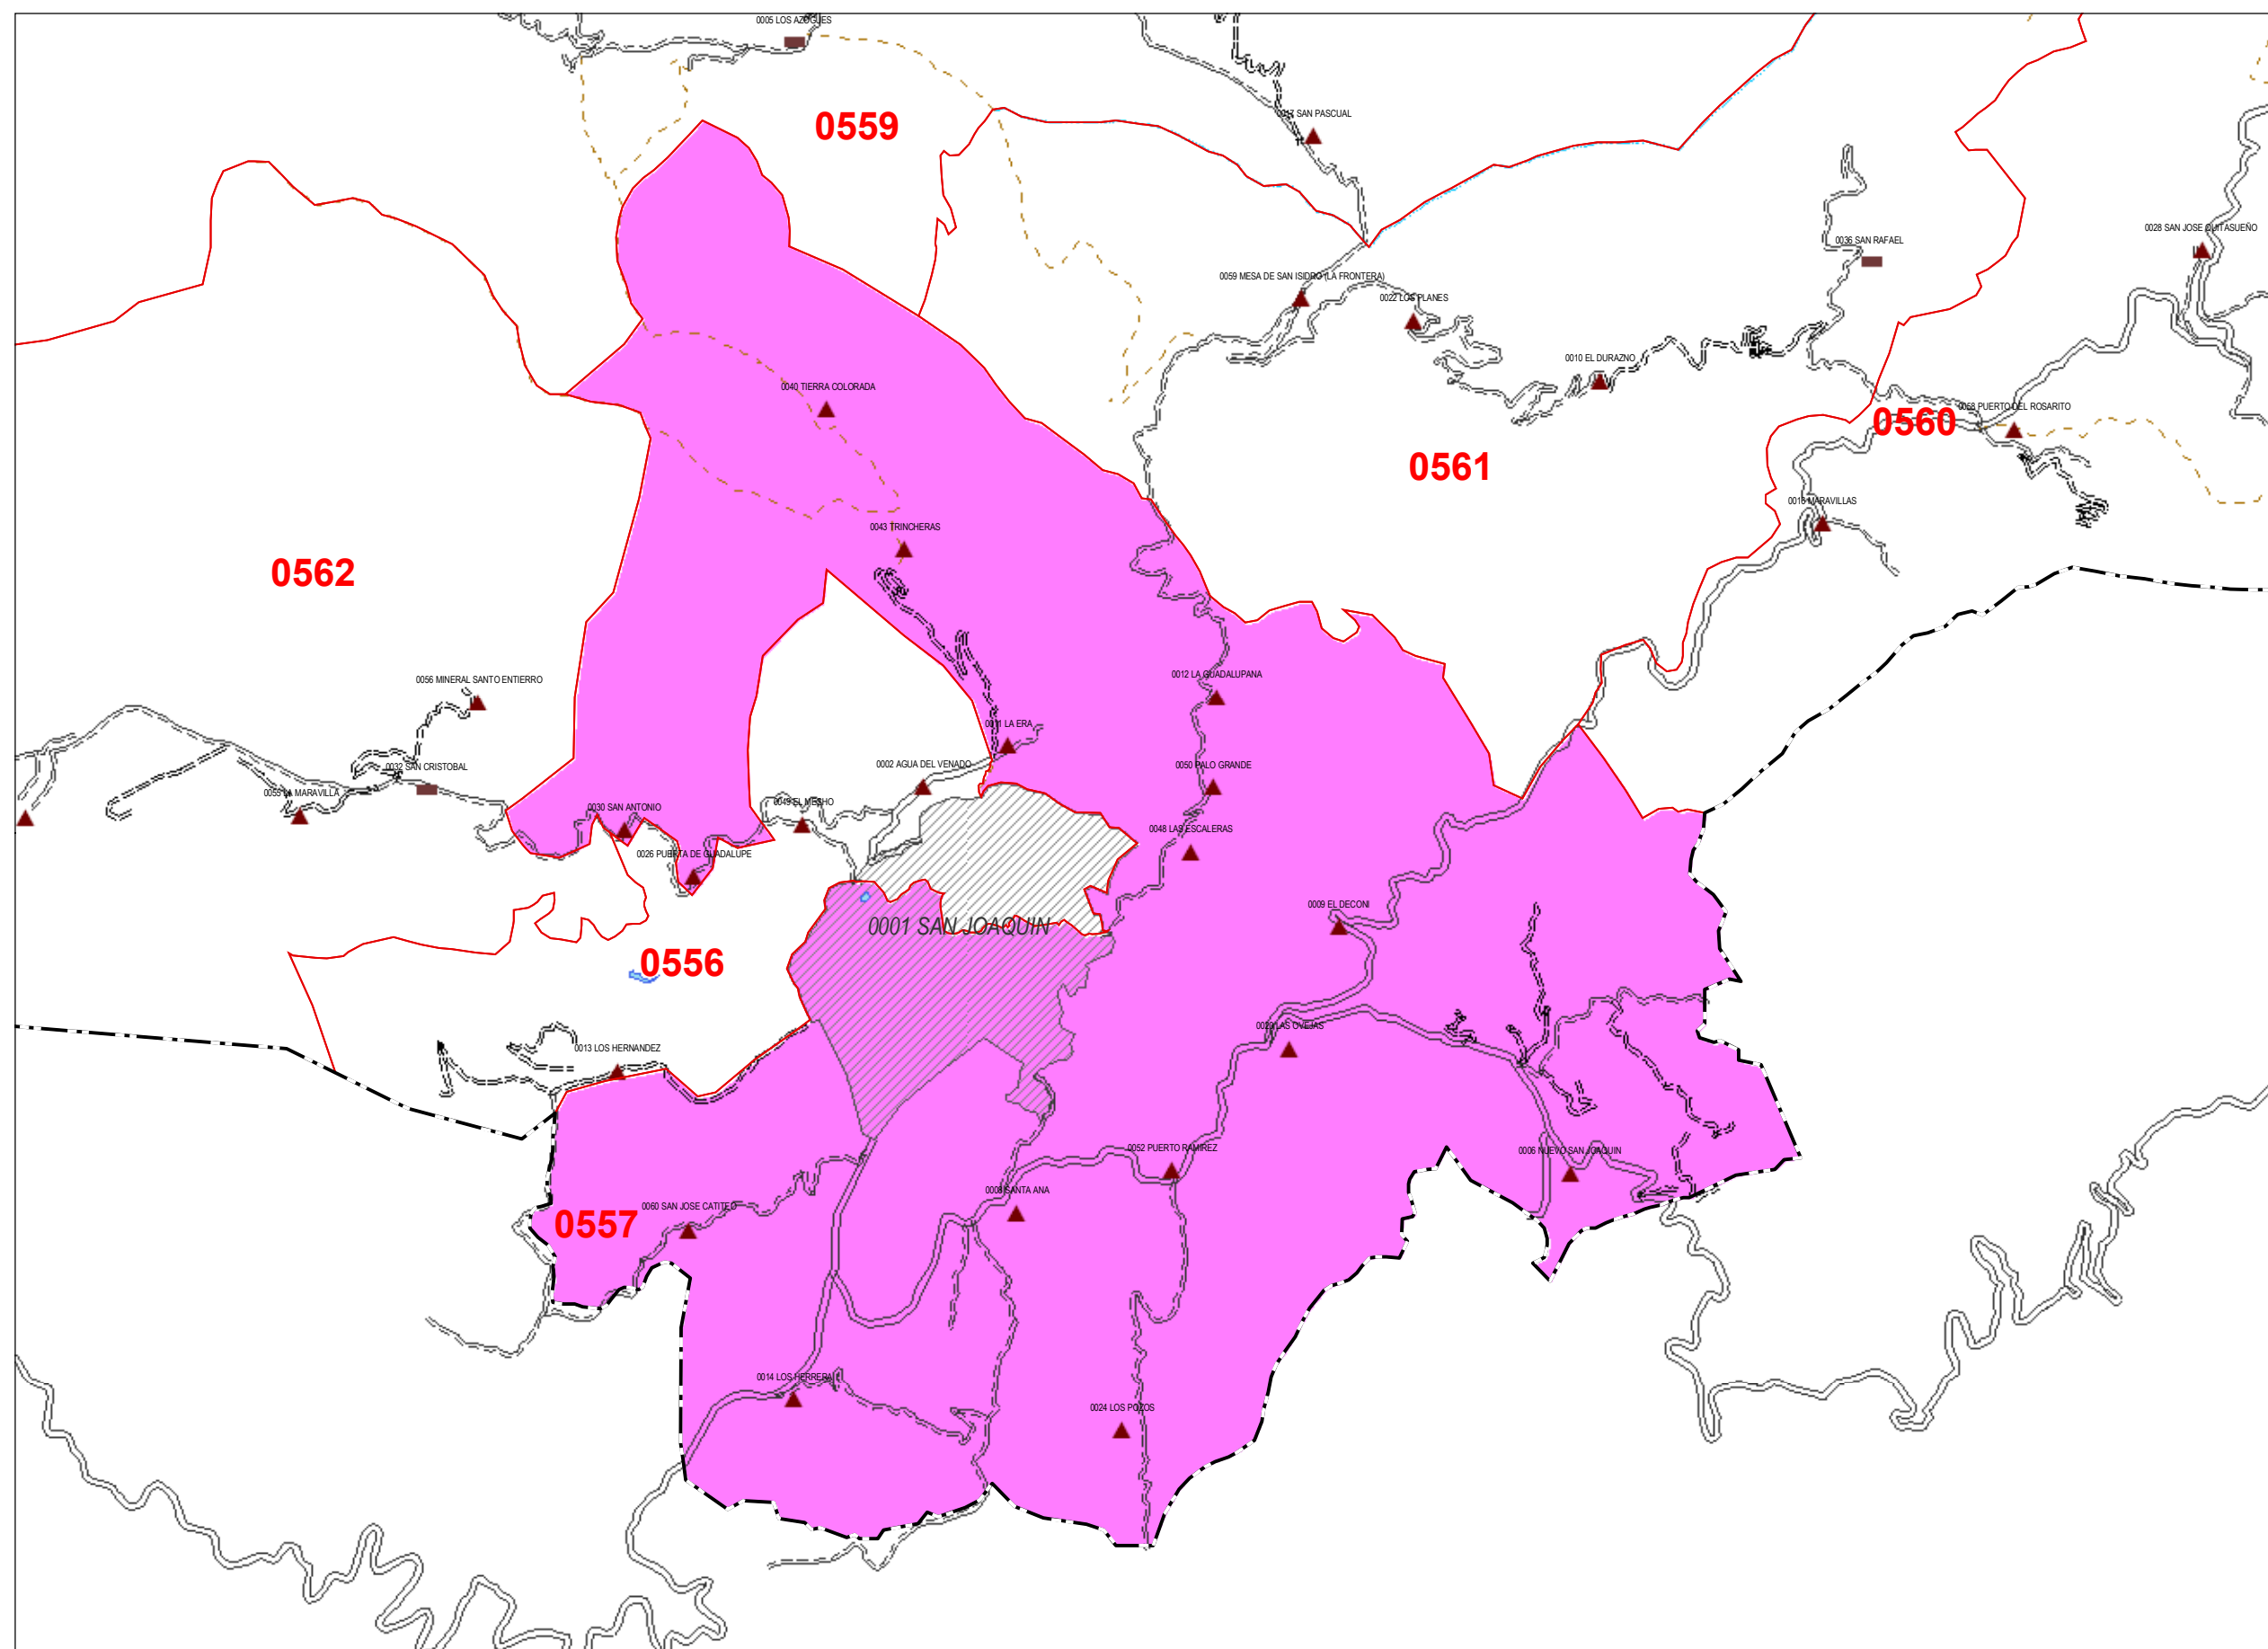 0005 LOS AZOGUES
0559
0017 SAN PASCUAL
0036 SAN RAFAEL
0028 SAN JOSE QUITASUEÑO
0059 MESA DE SAN ISIDRO (LA FRONTERA)
0022 LOS PLANES
0010 EL DURAZNO
0040 TIERRA COLORADA
0058 PUERTO DEL ROSARITO
0560
0561
0016 MARAVILLAS
0043 TRINCHERAS
0562
0012 LA GUADALUPANA
0056 MINERAL SANTO ENTIERRO
0011 LA ERA
0032 SAN CRISTOBAL
0002 AGUA DEL VENADO
0050 PALO GRANDE
0055 LA MARAVILLA
0030 SAN ANTONIO
0049 EL MESHO
0048 LAS ESCALERAS
0026 PUERTA DE GUADALUPE
0009 EL DECONI
0001 SAN JOAQUIN
0556
0020 LAS OVEJAS
0013 LOS HERNANDEZ
0052 PUERTO RAMIREZ
0006 NUEVO SAN JOAQUIN
0008 SANTA ANA
0060 SAN JOSE CATITEO
0557
0014 LOS HERRERA
0024 LOS POZOS